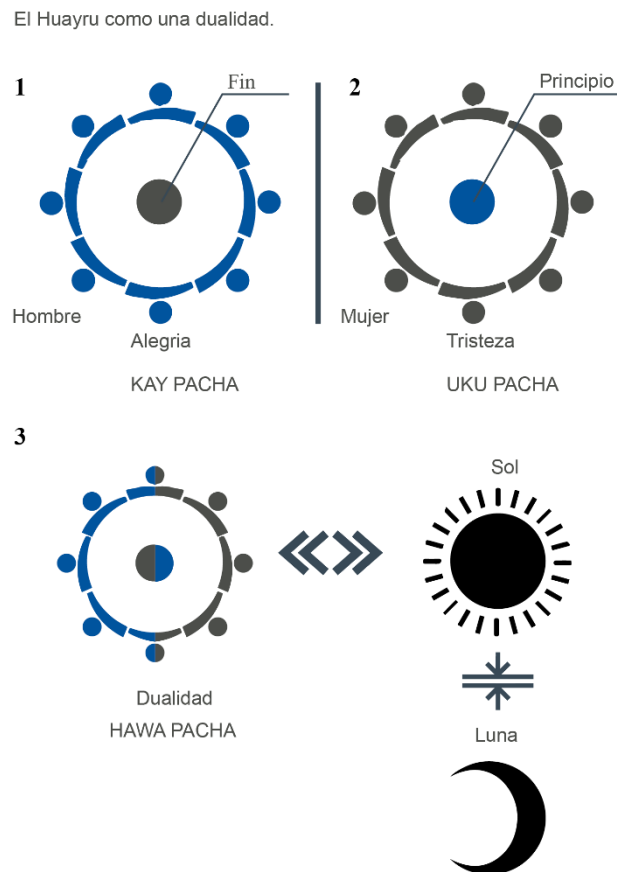 El Huayru como una dualidad.
1
Fin
2
Principio
Hombre
Alegria
KAY PACHA
Mujer
Tristeza
UKU PACHA
3
Sol
Dualidad
HAWA PACHA
Luna